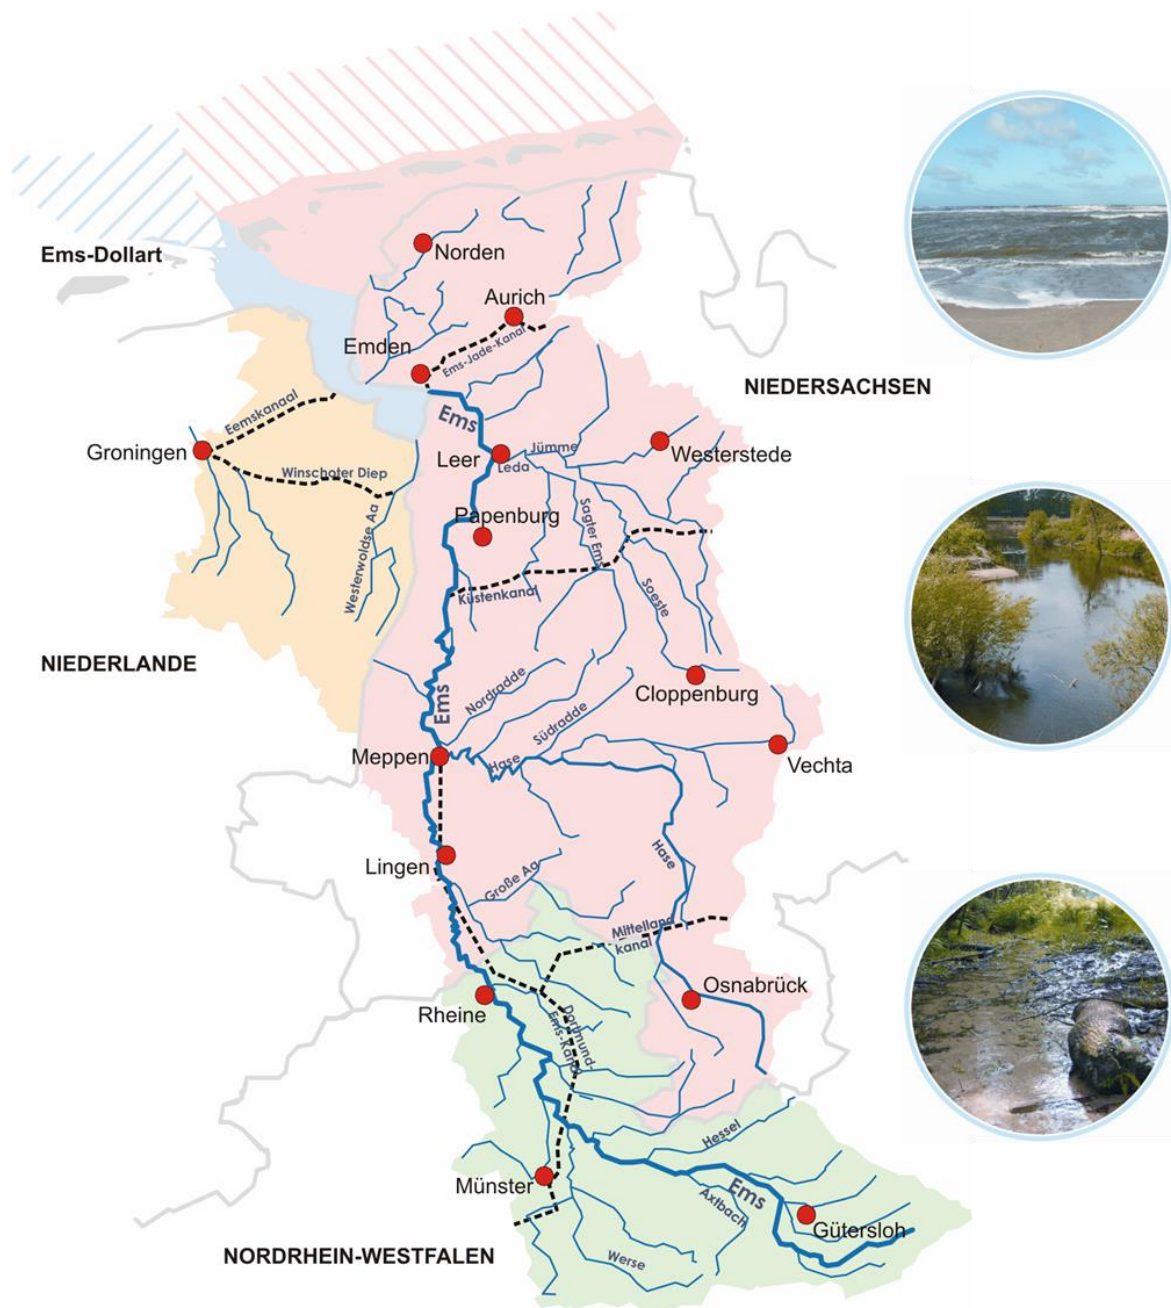 Ems-Dollart
Norden
Aurich
Emden
Ems-Jade-Kanal
NIEDERSACHSEN
Ems
Eemskanaal
Groningen
Leer
Leda
Jümme
Westerstede
Winschoter Diep
Papenburg
Sagter Ems
Westerwoldse Aa
Küstenkanal
Soeste
NIEDERLANDE
Nordradde
Cloppenburg
Ems
Südradde
Meppen
Hase
Vechta
Hase
Lingen
Große Aa
Mittelland
kanal
Osnabrück
Rheine
Dortmund-
Ems-Kanal
Hessel
Münster
Axtbach
Ems
Gütersloh
NORDRHEIN-WESTFALEN
Werse